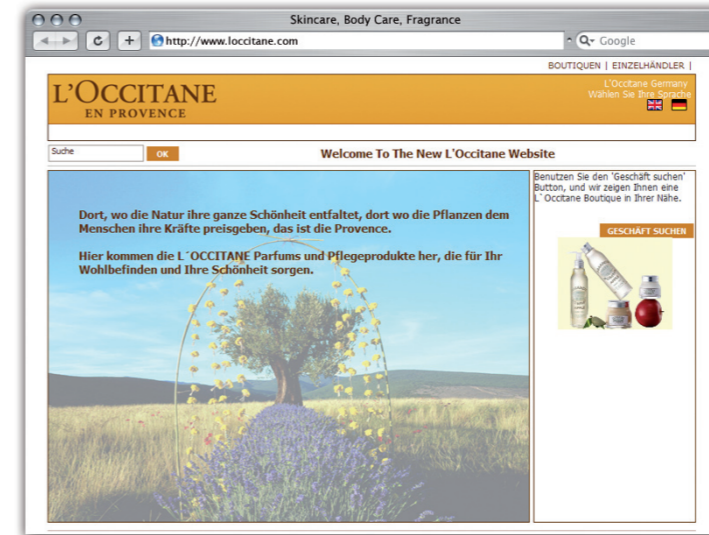 Skincare, Body Care, Fragrance
http://www.loccitane.com
Google
BOUTIQUEN | EINZELHÄNDLER |
L'OCCITANE
EN PROVENCE
L'Occitane Germany
Wählen Sie Ihre Sprache
Suche
OK
Welcome To The New L'Occitane Website
Dort, wo die Natur ihre ganze Schönheit entfaltet, dort wo die Pflanzen dem
Menschen ihre Kräfte preisgeben, das ist die Provence.
Hier kommen die L´OCCITANE Parfums und Pflegeprodukte her, die für Ihr
Wohlbefinden und Ihre Schönheit sorgen.
Benutzen Sie den 'Geschäft suchen'
Button, und wir zeigen Ihnen eine
L´Occitane Boutique in Ihrer Nähe.
GESCHÄFT SUCHEN